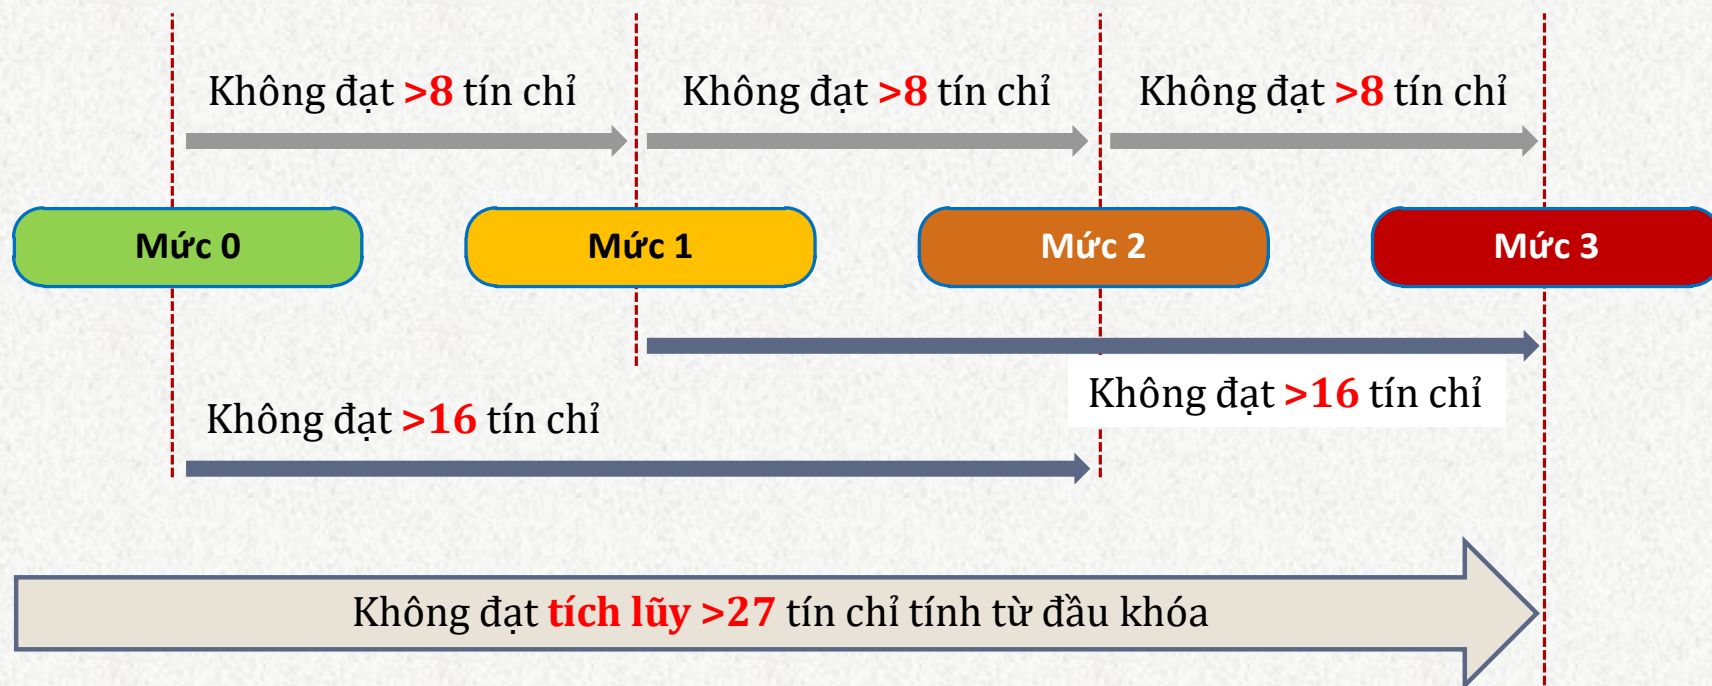 Không đạt >8 tín chỉ
Không đạt >8 tín chỉ
Không đạt >8 tín chỉ
Mức 0
Mức 1
Mức 2
Mức 3
Không đạt >16 tín chỉ
Không đạt >16 tín chỉ
Không đạt tích lũy >27 tín chỉ tính từ đầu khóa